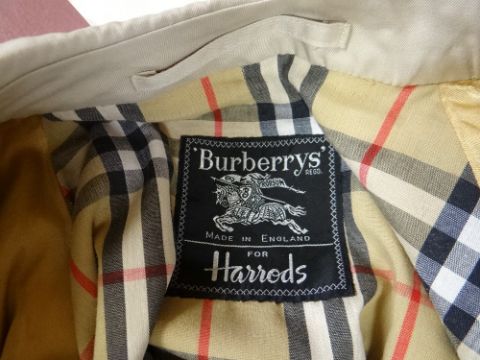 'Burberrys'
REGD.
MADE IN ENGLAND
FOR
Harrods